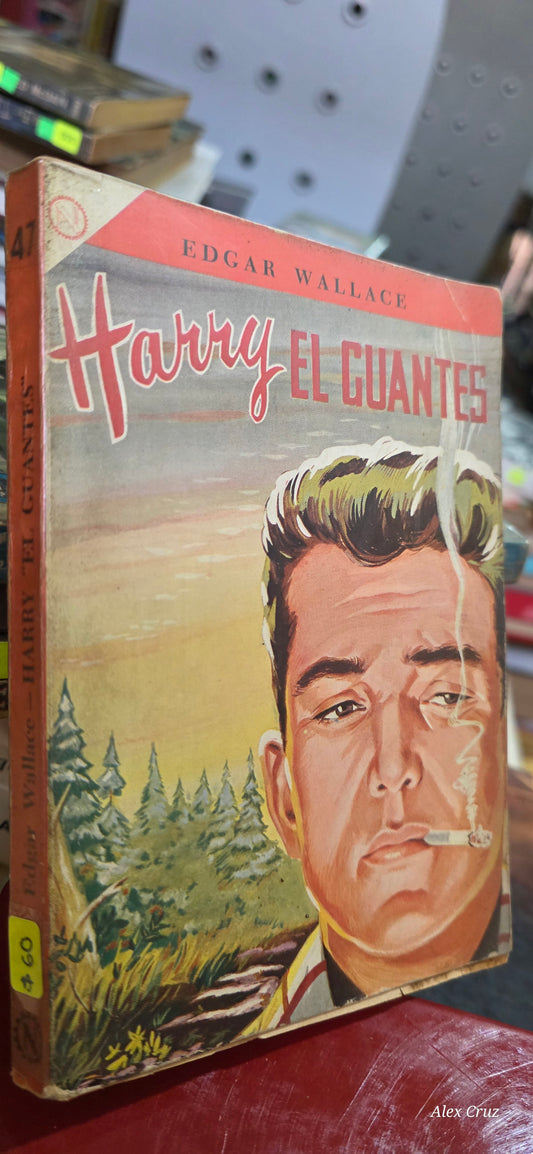 EDGAR WALLACE
Harry EL GUANTES
47
Edgar Wallace — HARRY "EL GUANTES"
$60
Alex Cruz